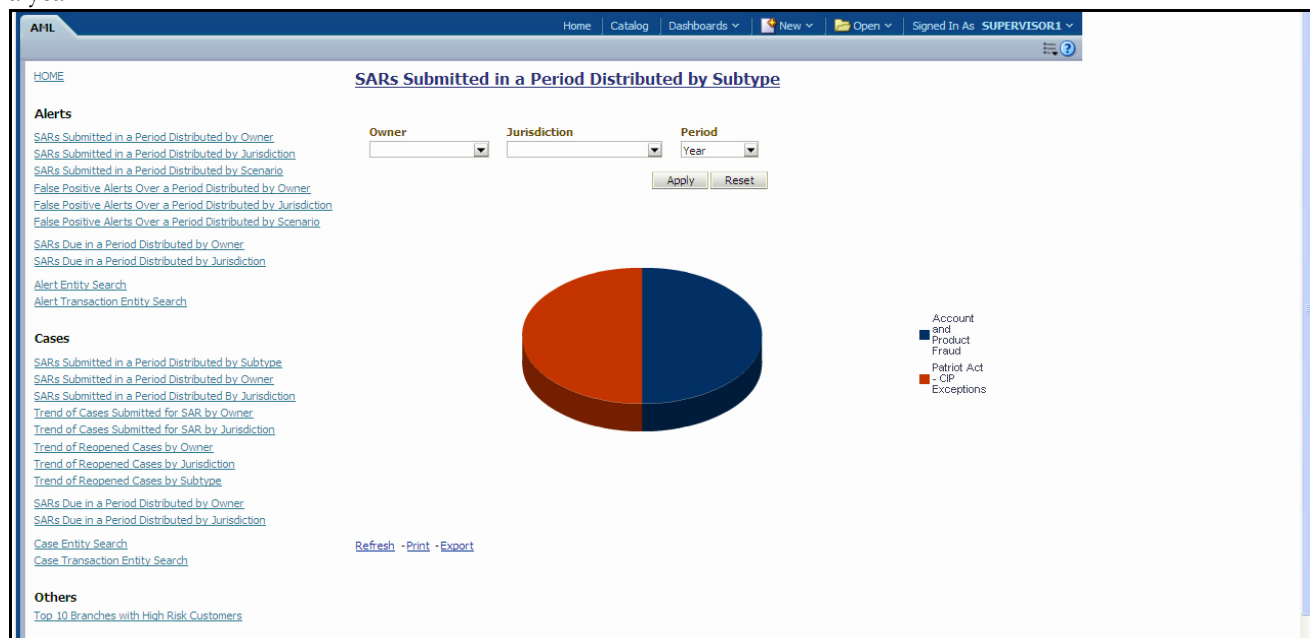 a year
AML
Home Catalog Dashboards New Open Signed In As SUPERVISOR1
HOME
Alerts
SARs Submitted in a Period Distributed by Owner
SARs Submitted in a Period Distributed by Jurisdiction
SARs Submitted in a Period Distributed by Scenario
False Positive Alerts Over a Period Distributed by Owner
False Positive Alerts Over a Period Distributed by Jurisdiction
False Positive Alerts Over a Period Distributed by Scenario
SARs Due in a Period Distributed by Owner
SARs Due in a Period Distributed by Jurisdiction
Alert Entity Search
Alert Transaction Entity Search
Cases
SARs Submitted in a Period Distributed by Subtype
SARs Submitted in a Period Distributed by Owner
SARs Submitted in a Period Distributed By Jurisdiction
Trend of Cases Submitted for SAR by Owner
Trend of Cases Submitted for SAR by Jurisdiction
Trend of Reopened Cases by Owner
Trend of Reopened Cases by Jurisdiction
Trend of Reopened Cases by Subtype
SARs Due in a Period Distributed by Owner
SARs Due in a Period Distributed by Jurisdiction
Case Entity Search
Case Transaction Entity Search
Others
Top 10 Branches with High Risk Customers
SARs Submitted in a Period Distributed by Subtype
Owner Jurisdiction Period
Year
Apply Reset
Account
and
Product
Fraud
Patriot Act
- CIP
Exceptions
Refresh - Print - Export